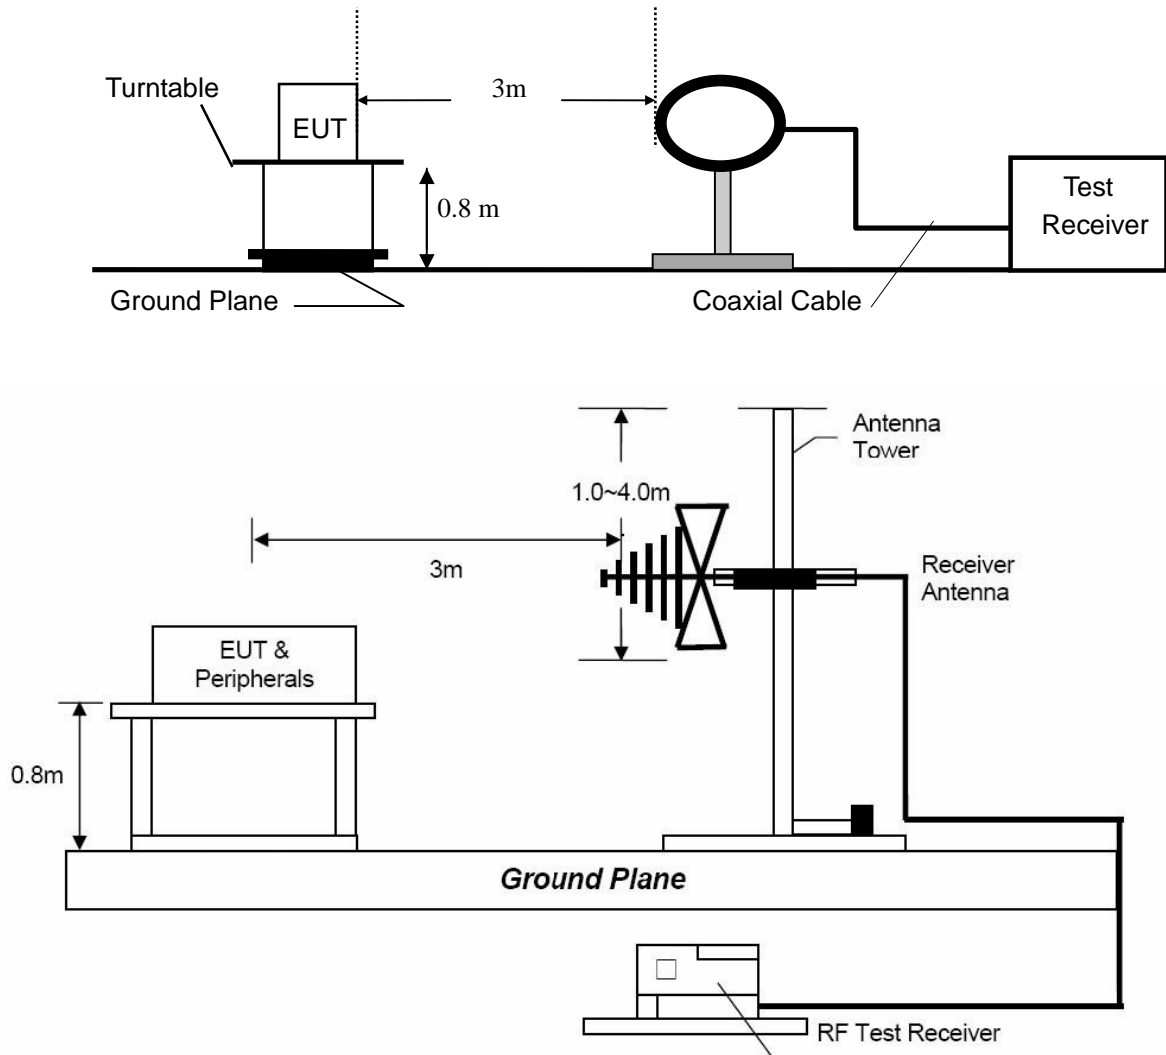 3m
Turntable
EUT
0.8 m
Test
Receiver
Ground Plane
Coaxial Cable
Antenna
Tower
1.0~4.0m
3m
Receiver
Antenna
EUT &
Peripherals
0.8m
Ground Plane
RF Test Receiver